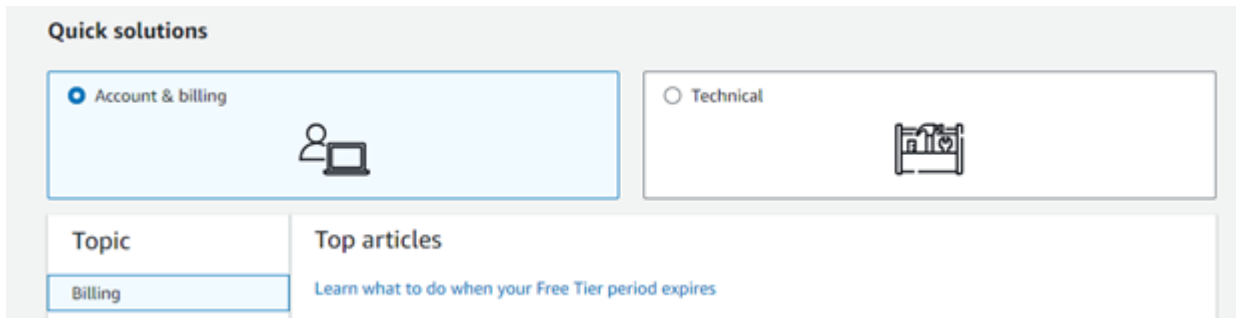 Quick solutions
Account & billing
Technical
Topic
Top articles
Billing
Learn what to do when your Free Tier period expires